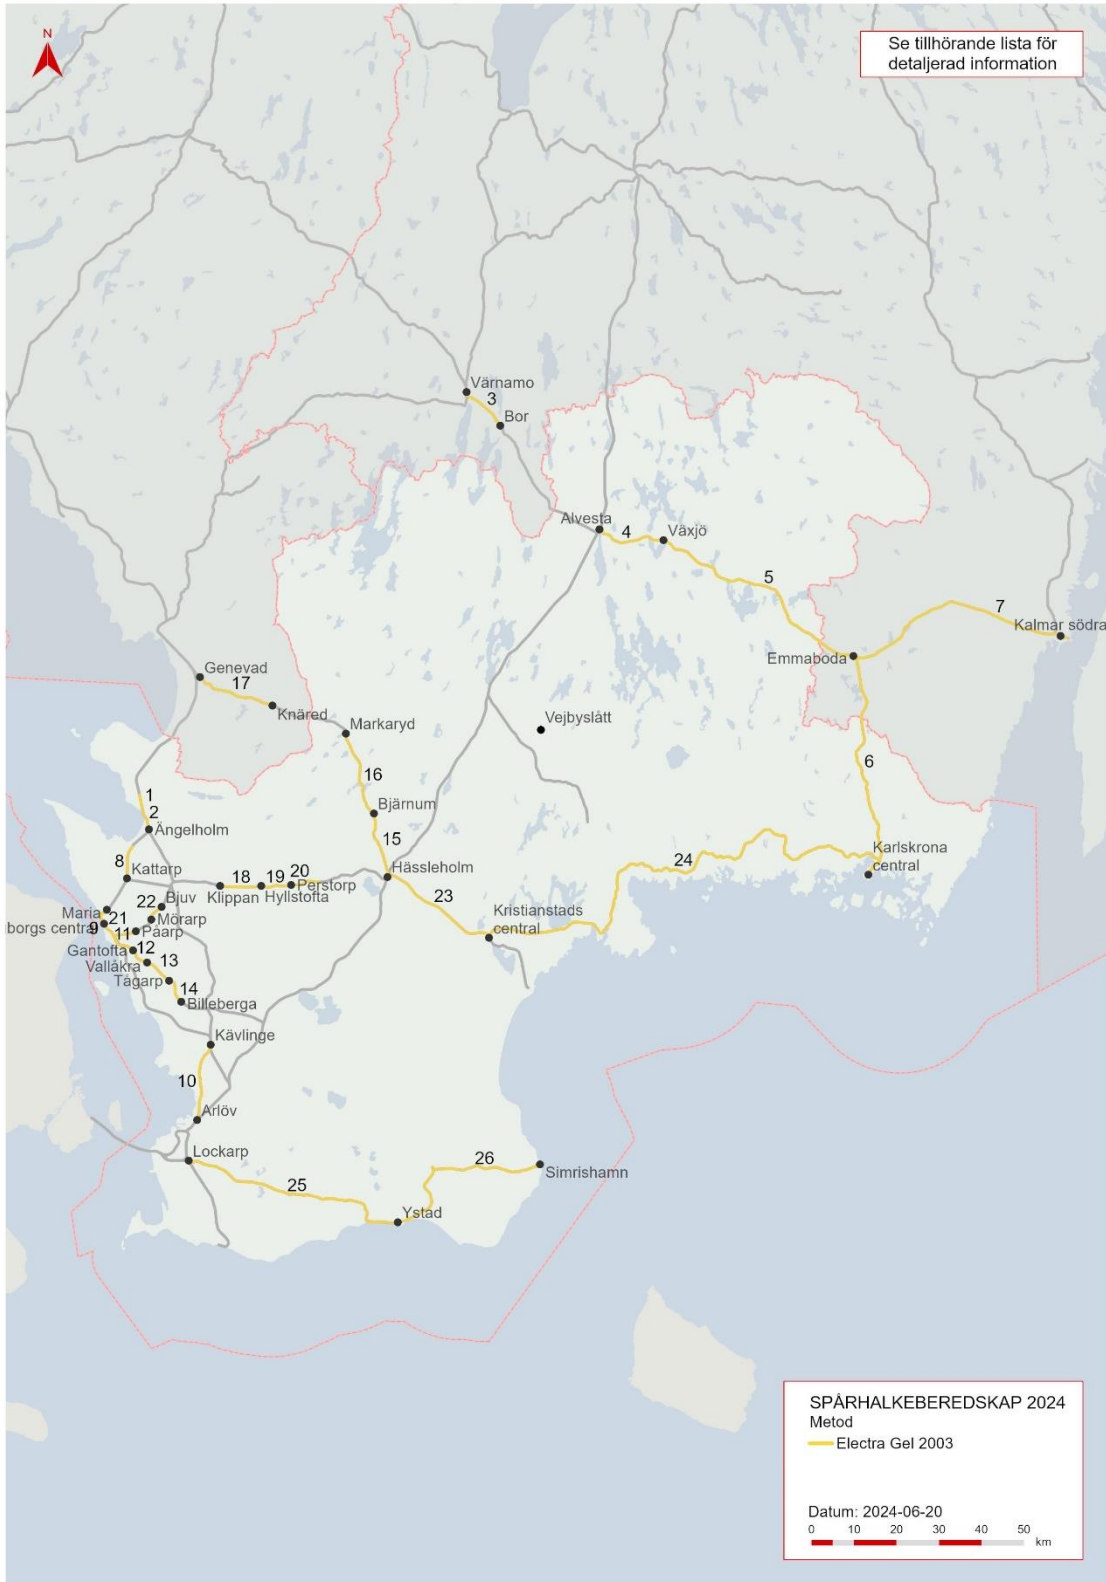 N
Se tillhörande lista för
detaljerad information
Värnamo
3
Bor
Alvesta
4
Växjö
5
7
Kalmar södra
Emmaboda
Genevad
17
Knäred
Markaryd
Vejbyslått
16
6
1
2
Ängelholm
Bjärnum
15
24
Karlskrona
central
8
Kattarp
Hässleholm
18
19
20
Perstorp
Klippan
Hyllstofta
23
22
Bjuv
Maria
21
Mörarp
borgs central
9
11
Påarp
Kristianstads
central
Gantofta
12
Vallåkra
13
Tågarp
14
Billeberga
Kävlinge
10
Arlöv
Lockarp
26
Simrishamn
25
Ystad
SPÅRHALKEBEREDSKAP 2024
Metod
Electra Gel 2003
Datum: 2024-06-20
0 10 20 30 40 50
km